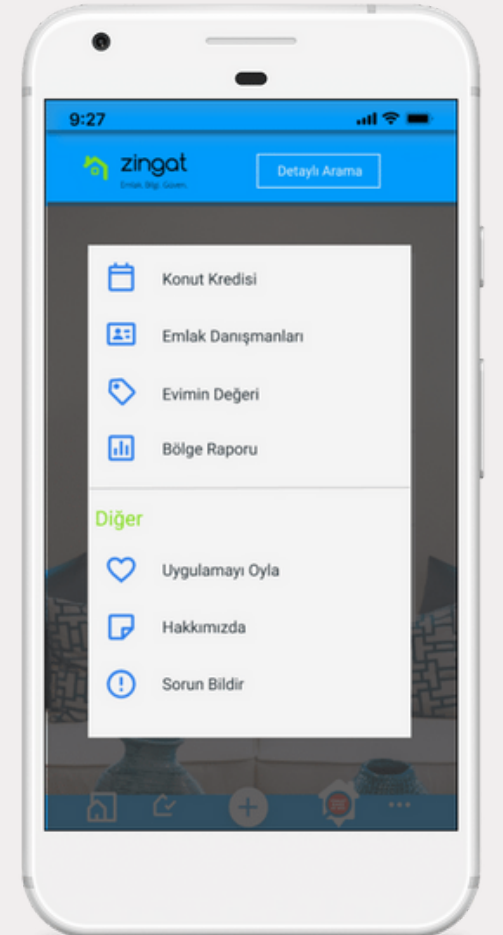 9:27
zingat
Emlak. Bilgi. Güven.
Detaylı Arama
Konut Kredisi
Emlak Danışmanları
Evimin Değeri
Bölge Raporu
Diğer
Uygulamayı Oyla
Hakkımızda
Sorun Bildir